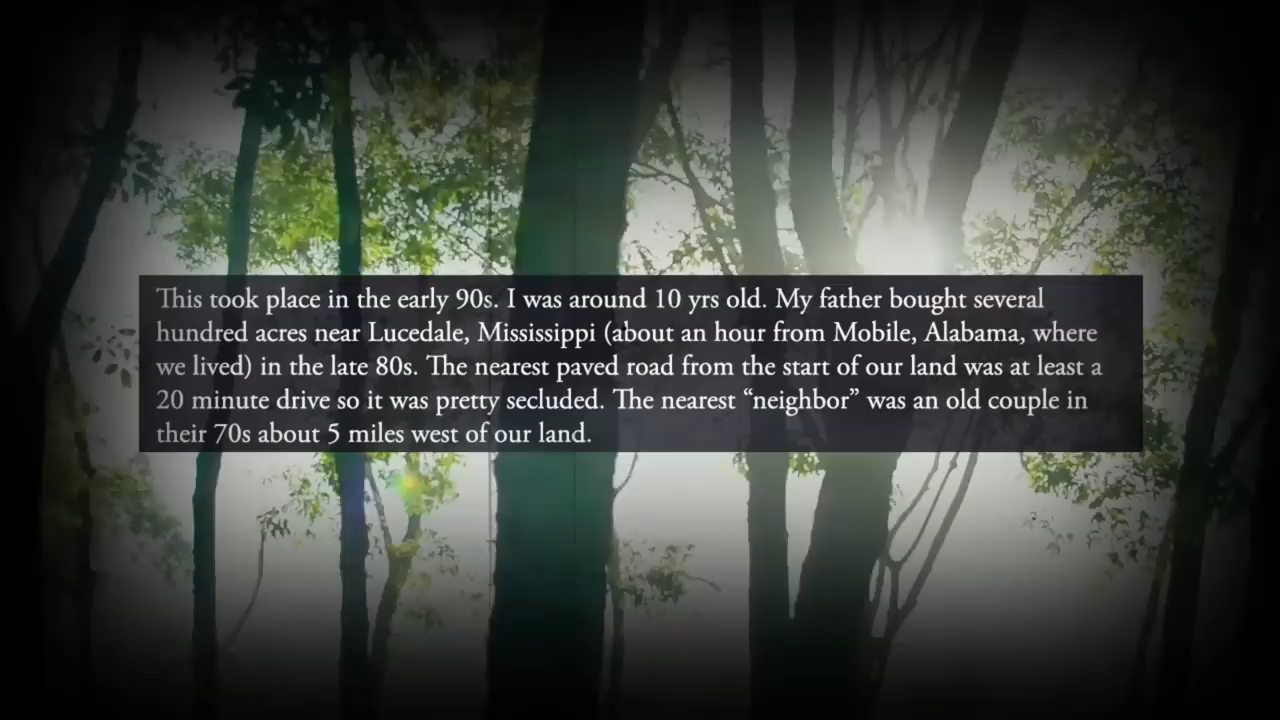 This took place in the early 90s. I was around 10 yrs old. My father bought several
hundred acres near Lucedale, Mississippi (about an hour from Mobile, Alabama, where
we lived) in the late 80s. The nearest paved road from the start of our land was at least a
20 minute drive so it was pretty secluded. The nearest “neighbor” was an old couple in
their 70s about 5 miles west of our land.